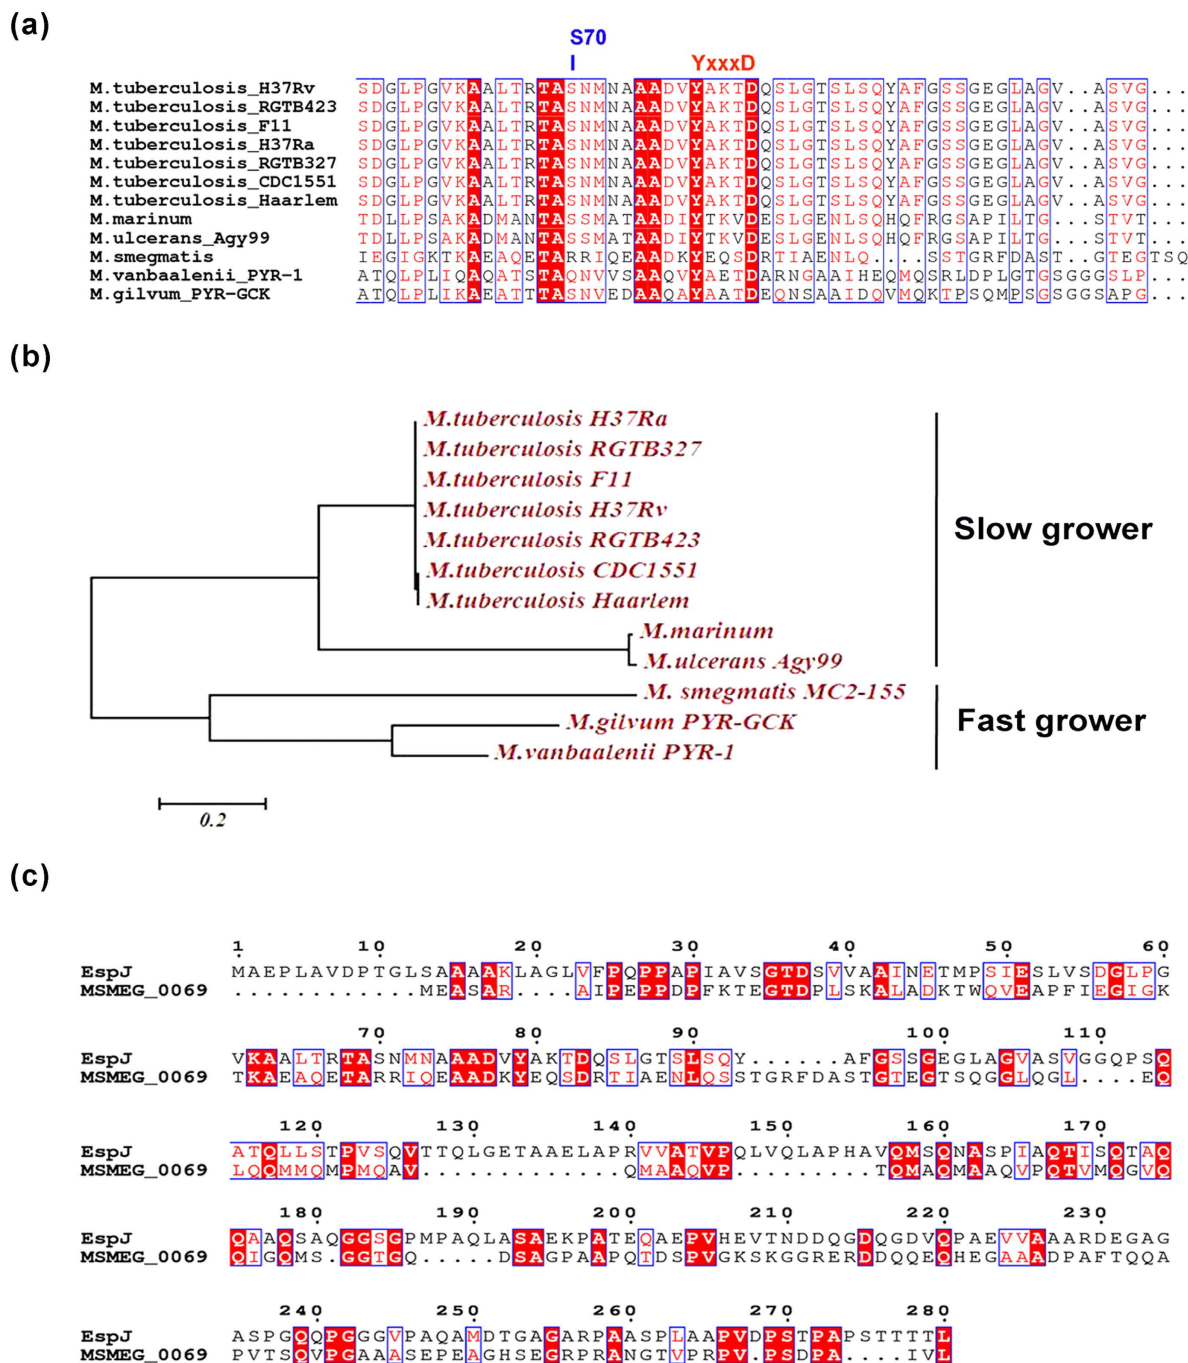 (a)
S70
I YxxxD
M.tuberculosis_H37Rv SDGLPGVKAALTRTASNMNAAADVYAKTDQSLGTSLSQYAFGSSGEGLAGV..ASVG...
M.tuberculosis_RGTB423 SDGLPGVKAALTRTASNMNAAADVYAKTDQSLGTSLSQYAFGSSGEGLAGV..ASVG...
M.tuberculosis_F11 SDGLPGVKAALTRTASNMNAAADVYAKTDQSLGTSLSQYAFGSSGEGLAGV..ASVG...
M.tuberculosis_H37Ra SDGLPGVKAALTRTASNMNAAADVYAKTDQSLGTSLSQYAFGSSGEGLAGV..ASVG...
M.tuberculosis_RGTB327 SDGLPGVKAALTRTASNMNAAADVYAKTDQSLGTSLSQYAFGSSGEGLAGV..ASVG...
M.tuberculosis_CDC1551 SDGLPGVKAALTRTASNMNAAADVYAKTDQSLGTSLSQYAFGSSGEGLAGV..ASVG...
M.tuberculosis_Haarlem SDGLPGVKAALTRTASNMNAAADVYAKTDQSLGTSLSQYAFGSSGEGLAGV..ASVG...
M.marinum TDLLPSAKADMANTASSMATAADIYTKVDESLGENLSQHQFRGSAPILTG...STVT...
M.ulcerans_Agy99 TDLLPSAKADMANTASSMATAADIYTKVDESLGENLSQHQFRGSAPILTG...STVT...
M.smegmatis IEGIGKTKAEAQETARRIQEAADKYEQSDRTIAENLQ....SSTGRFDAST..GTEGTSQ
M.vanbaalenii_PYR-1 ATQLPLIQAQATSTAQNVVSAAQVYAETDARNGAAIHEQMQSRLDPLGTGSGGGSLP...
M.gilvum_PYR-GCK ATQLPLIKAEATTTASNVEDAAQAYAATDEQNSAAIDQVMQKTPSQMPSGSGGSAPG...
(b)
M.tuberculosis H37Ra
M.tuberculosis RGTB327
M.tuberculosis F11
M.tuberculosis H37Rv
M.tuberculosis RGTB423
M.tuberculosis CDC1551
M.tuberculosis Haarlem
M.marinum
M.ulcerans Agy99
Slow grower
M. smegmatis MC2-155
M.gilvum PYR-GCK
M.vanbaalenii PYR-1
Fast grower
0.2
(c)
1 10 20 30 40 50 60
EspJ MAEPLAVDPTGLSAAAAKLAGLVFPQPPAPIAVSGTDSVVAAINETMPSIESLVSDGLPG
MSMEG_0069 ............MEASAR....AIPEPPDPFKTEGTDPLSKALADKTWQVEAPFIEGIGK
70 80 90 100 110
EspJ VKAALTRTASNMNAAADVYAKTDQSLGTSLSQY......AFGSSGEGLAGVASVGGQPSQ
MSMEG_0069 TKAEAQETARRIQEAADKYEQSDRTIAENLQSSTGRFDASTGTEGTSQGGLQGL....EQ
120 130 140 150 160 170
EspJ ATQLLSTPVSQVTTQLGETAAELAPRVVATVPQLVQLAPHAVQMSQNASPIAQTISQTAQ
MSMEG_0069 LQQMMQMPMQAV.............QMAAQVP.........TQMAQMAAQVPQTVMQGVQ
180 190 200 210 220 230
EspJ QAAQSAQGGSGPMPAQLASAEKPATEQAEPVHEVTNDDQGDQGDVQPAEVVAAARDEGAG
MSMEG_0069 QIGQMS.GGTGQ.....DSAGPAAPQTDSPVGKSKGGRERDDQQEQHEGAAADPAFTQQA
240 250 260 270 280
EspJ ASPGQQPGGGVPAQAMDTGAGARPAASPLAAPVDPSTPAPSTTTTL
MSMEG_0069 PVTSQVPGAAASEPEAGHSEGRPRANGTVPRPV.PSDPA....IVL